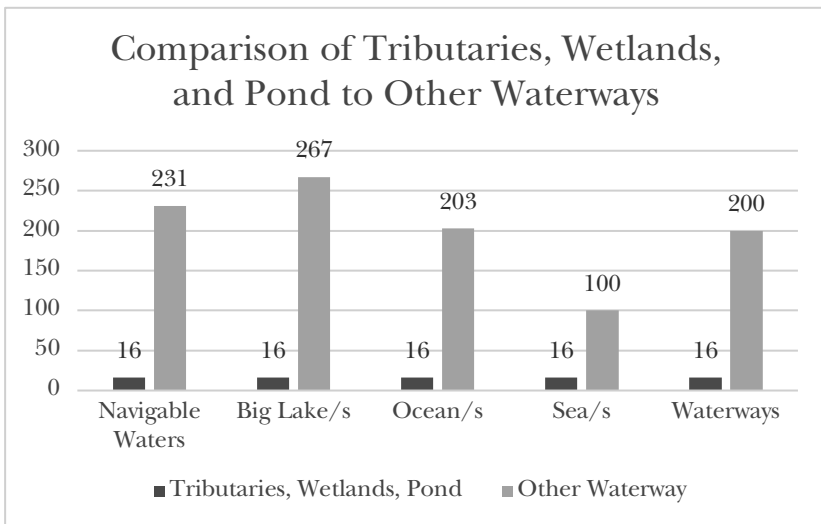 Comparison of Tributaries, Wetlands,
and Pond to Other Waterways
300
250
200
150
100
50
0
16
231
16
267
16
203
16
100
16
200
Navigable
Waters
Big Lake/s
Ocean/s
Sea/s
Waterways
Tributaries, Wetlands, Pond
Other Waterway